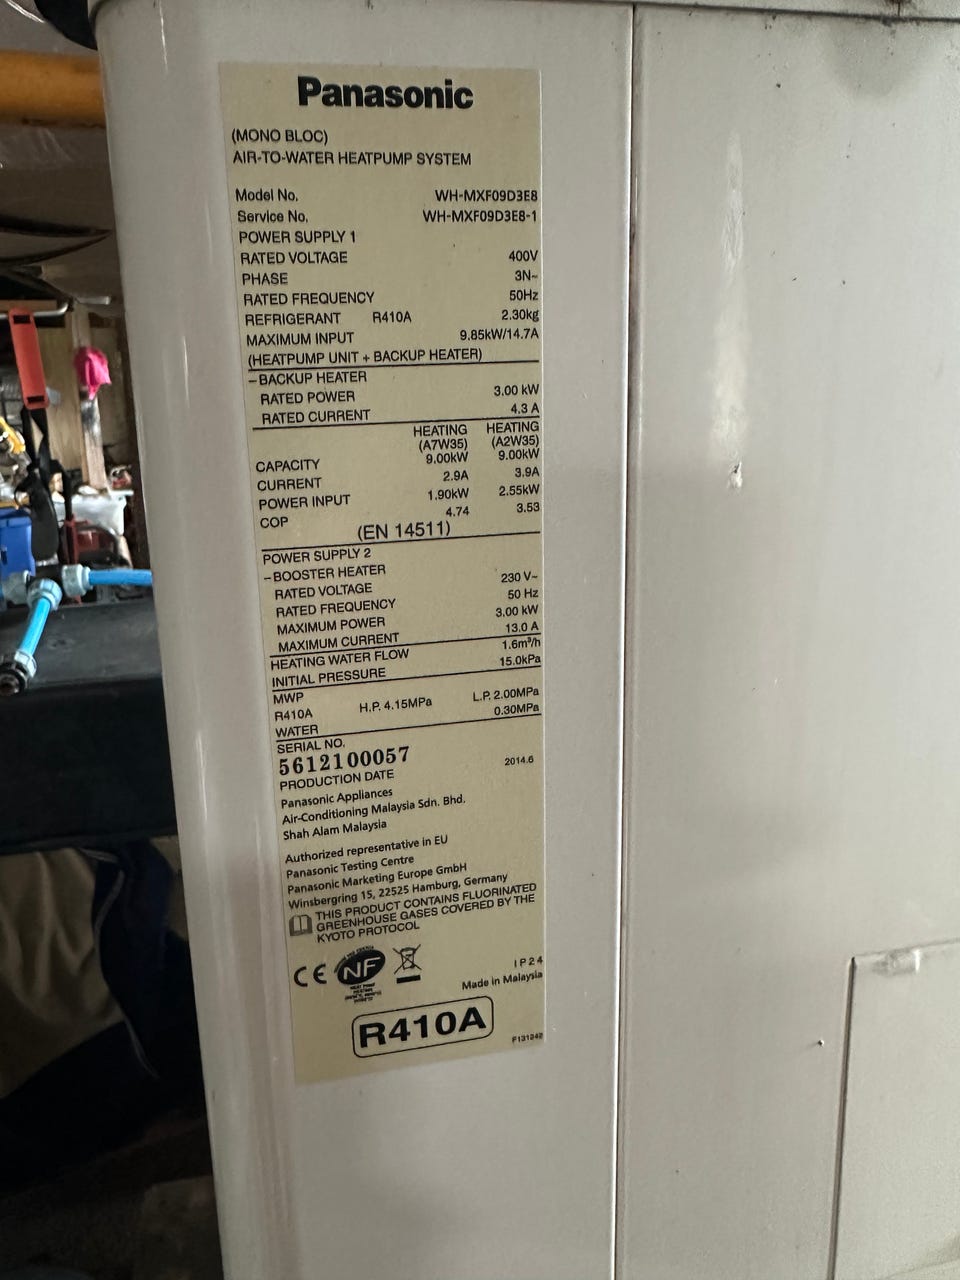 Panasonic
(MONO BLOC)
AIR-TO-WATER HEATPUMP SYSTEM
Model No. WH-MXF09D3E8
Service No. WH-MXF09D3E8-1
POWER SUPPLY 1
RATED VOLTAGE 400V
PHASE 3N~
RATED FREQUENCY 50Hz
REFRIGERANT R410A 2.30kg
MAXIMUM INPUT 9.85kW/14.7A
(HEATPUMP UNIT + BACKUP HEATER)
-BACKUP HEATER
RATED POWER 3.00 kW
RATED CURRENT 4.3 A
HEATING HEATING
(A7W35) (A2W35)
CAPACITY 9.00kW 9.00kW
CURRENT 2.9A 3.9A
POWER INPUT 1.90kW 2.55kW
COP 4.74 3.53
(EN 14511)
POWER SUPPLY 2
-BOOSTER HEATER
RATED VOLTAGE 230 V~
RATED FREQUENCY 50 Hz
MAXIMUM POWER 3.00 kW
MAXIMUM CURRENT 13.0 A
HEATING WATER FLOW 1.6m³/h
INITIAL PRESSURE 15.0kPa
MWP
R410A H.P. 4.15MPa L.P. 2.00MPa
WATER 0.30MPa
SERIAL NO.
5612100057
PRODUCTION DATE 2014.6
Panasonic Appliances
Air-Conditioning Malaysia Sdn. Bhd.
Shah Alam Malaysia
Authorized representative in EU
Panasonic Testing Centre
Panasonic Marketing Europe GmbH
Winsbergring 15, 22525 Hamburg, Germany
THIS PRODUCT CONTAINS FLUORINATED
GREENHOUSE GASES COVERED BY THE
KYOTO PROTOCOL
CE NF
IP24
Made in Malaysia
R410A
F131242